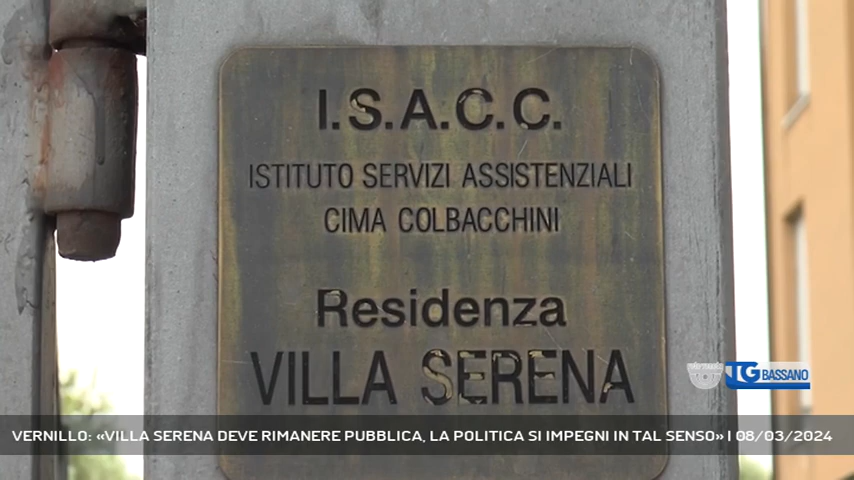 I.S.A.C.C.
ISTITUTO SERVIZI ASSISTENZIALI
CIMA COLBACCHINI
Residenza
VILLA SERENA
TG BASSANO
VERNILLO: «VILLA SERENA DEVE RIMANERE PUBBLICA, LA POLITICA SI IMPEGNI IN TAL SENSO» | 08/03/2024